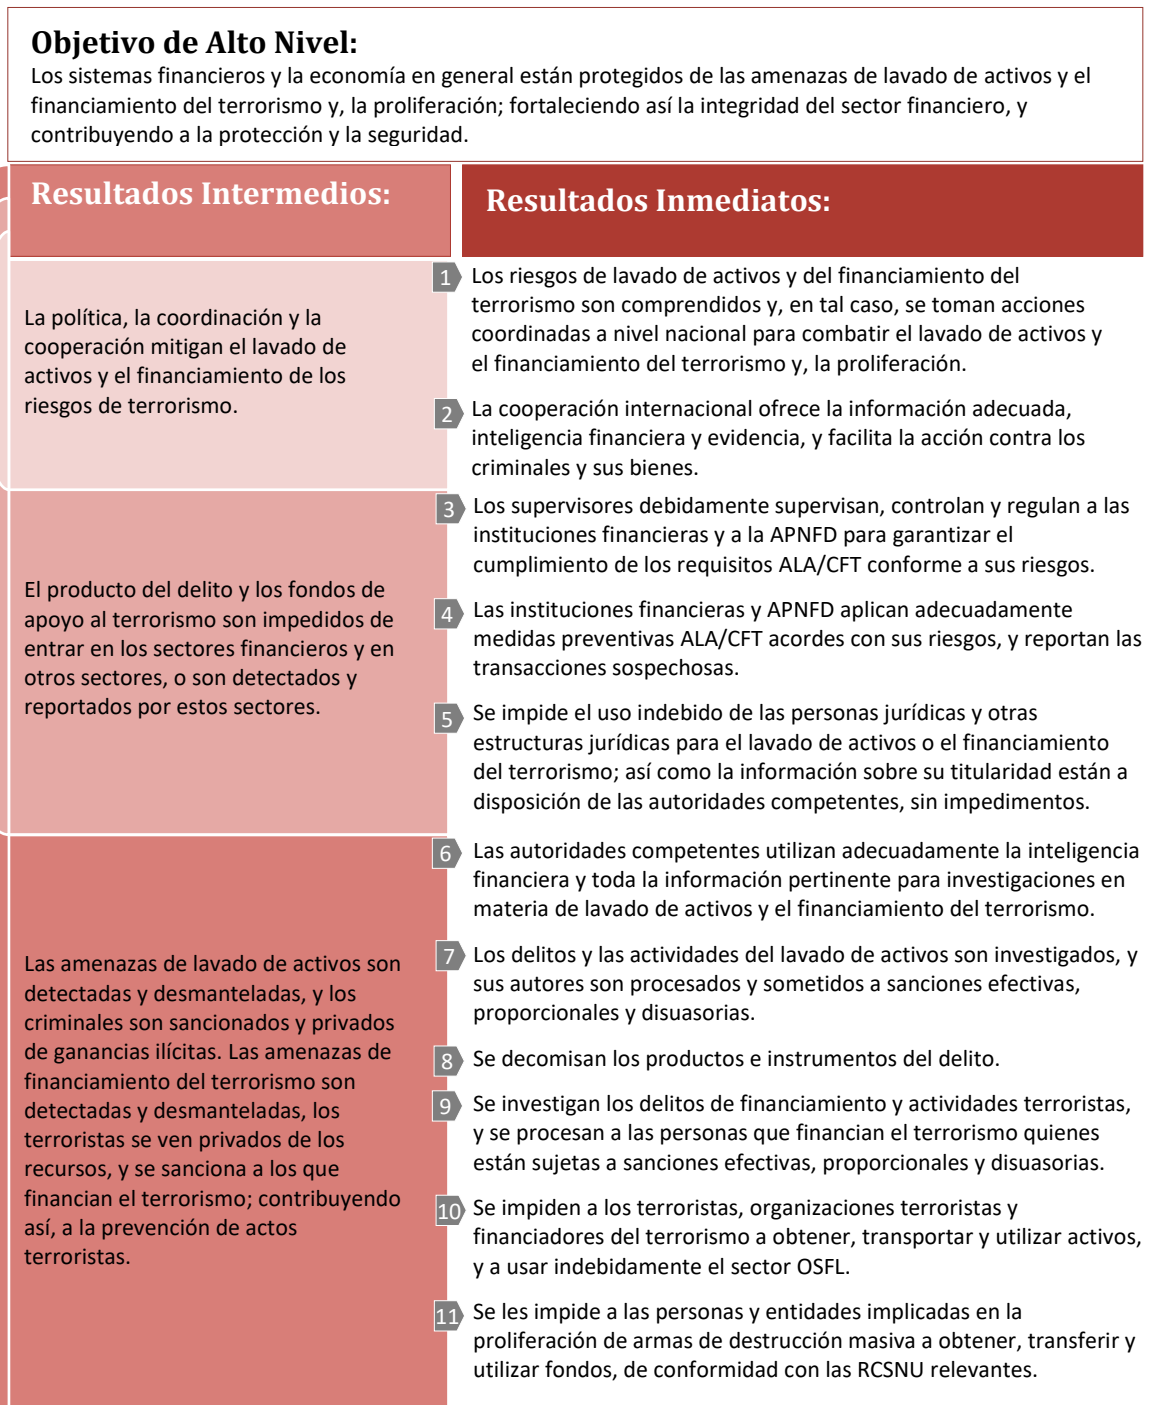 Objetivo de Alto Nivel:
Los sistemas financieros y la economía en general están protegidos de las amenazas de lavado de activos y el
financiamiento del terrorismo y, la proliferación; fortaleciendo así la integridad del sector financiero, y
contribuyendo a la protección y la seguridad.
Resultados Intermedios:
Resultados Inmediatos:
La política, la coordinación y la
cooperación mitigan el lavado de
activos y el financiamiento de los
riesgos de terrorismo.
1 Los riesgos de lavado de activos y del financiamiento del
terrorismo son comprendidos y, en tal caso, se toman acciones
coordinadas a nivel nacional para combatir el lavado de activos y
el financiamiento del terrorismo y, la proliferación.
2 La cooperación internacional ofrece la información adecuada,
inteligencia financiera y evidencia, y facilita la acción contra los
criminales y sus bienes.
El producto del delito y los fondos de
apoyo al terrorismo son impedidos de
entrar en los sectores financieros y en
otros sectores, o son detectados y
reportados por estos sectores.
3 Los supervisores debidamente supervisan, controlan y regulan a las
instituciones financieras y a la APNFD para garantizar el
cumplimiento de los requisitos ALA/CFT conforme a sus riesgos.
4 Las instituciones financieras y APNFD aplican adecuadamente
medidas preventivas ALA/CFT acordes con sus riesgos, y reportan las
transacciones sospechosas.
5 Se impide el uso indebido de las personas jurídicas y otras
estructuras jurídicas para el lavado de activos o el financiamiento
del terrorismo; así como la información sobre su titularidad están a
disposición de las autoridades competentes, sin impedimentos.
Las amenazas de lavado de activos son
detectadas y desmanteladas, y los
criminales son sancionados y privados
de ganancias ilícitas. Las amenazas de
financiamiento del terrorismo son
detectadas y desmanteladas, los
terroristas se ven privados de los
recursos, y se sanciona a los que
financian el terrorismo; contribuyendo
así, a la prevención de actos
terroristas.
6 Las autoridades competentes utilizan adecuadamente la inteligencia
financiera y toda la información pertinente para investigaciones en
materia de lavado de activos y el financiamiento del terrorismo.
7 Los delitos y las actividades del lavado de activos son investigados, y
sus autores son procesados y sometidos a sanciones efectivas,
proporcionales y disuasorias.
8 Se decomisan los productos e instrumentos del delito.
9 Se investigan los delitos de financiamiento y actividades terroristas,
y se procesan a las personas que financian el terrorismo quienes
están sujetas a sanciones efectivas, proporcionales y disuasorias.
10 Se impiden a los terroristas, organizaciones terroristas y
financiadores del terrorismo a obtener, transportar y utilizar activos,
y a usar indebidamente el sector OSFL.
11 Se les impide a las personas y entidades implicadas en la
proliferación de armas de destrucción masiva a obtener, transferir y
utilizar fondos, de conformidad con las RCSNU relevantes.